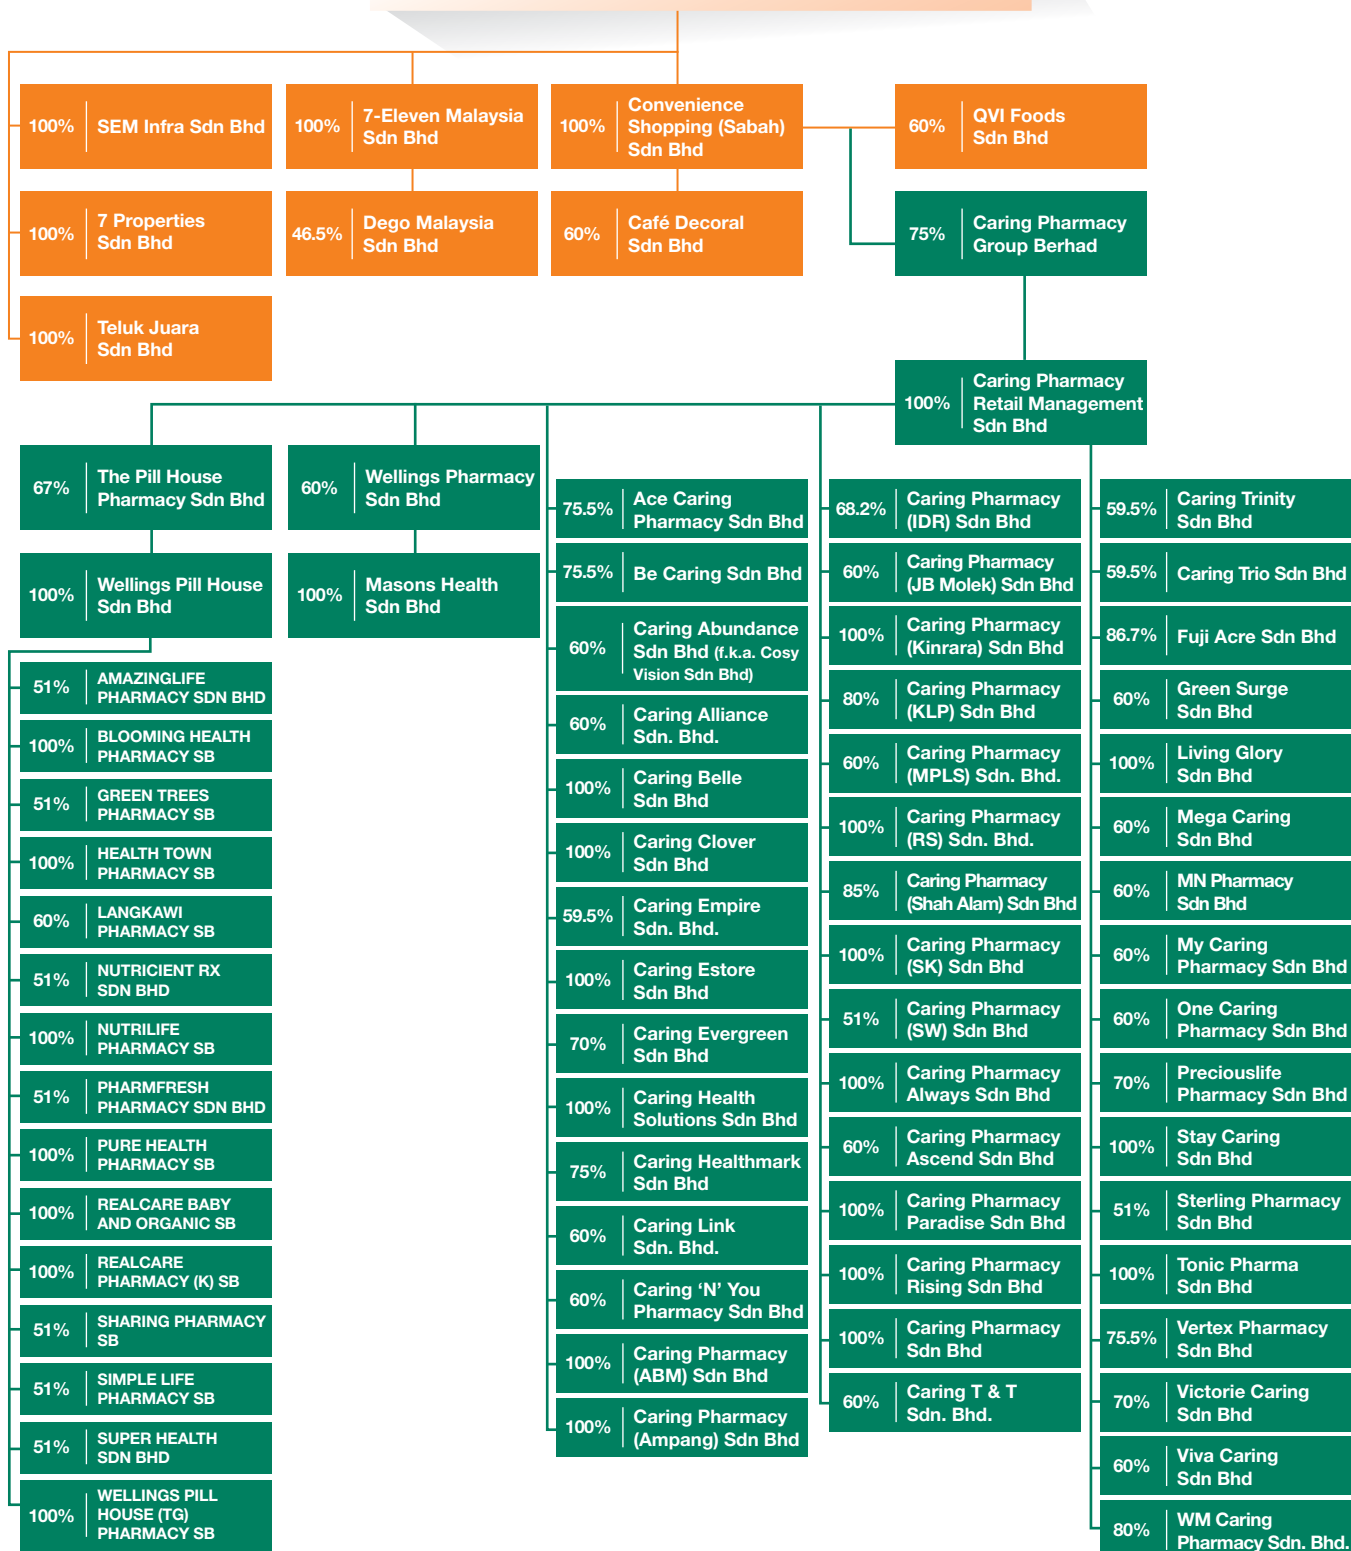 100%
SEM Infra Sdn Bhd
100%
7-Eleven Malaysia
Sdn Bhd
100%
Convenience
Shopping (Sabah)
Sdn Bhd
60%
QVI Foods
Sdn Bhd
100%
7 Properties
Sdn Bhd
46.5%
Dego Malaysia
Sdn Bhd
60%
Café Decoral
Sdn Bhd
75%
Caring Pharmacy
Group Berhad
100%
Teluk Juara
Sdn Bhd
100%
Caring Pharmacy
Retail Management
Sdn Bhd
67%
The Pill House
Pharmacy Sdn Bhd
60%
Wellings Pharmacy
Sdn Bhd
100%
Wellings Pill House
Sdn Bhd
100%
Masons Health
Sdn Bhd
51%
AMAZINGLIFE
PHARMACY SDN BHD
100%
BLOOMING HEALTH
PHARMACY SB
51%
GREEN TREES
PHARMACY SB
100%
HEALTH TOWN
PHARMACY SB
60%
LANGKAWI
PHARMACY SB
51%
NUTRICIENT RX
SDN BHD
100%
NUTRILIFE
PHARMACY SB
51%
PHARMFRESH
PHARMACY SDN BHD
100%
PURE HEALTH
PHARMACY SB
100%
REALCARE BABY
AND ORGANIC SB
100%
REALCARE
PHARMACY (K) SB
51%
SHARING PHARMACY
SB
51%
SIMPLE LIFE
PHARMACY SB
51%
SUPER HEALTH
SDN BHD
100%
WELLINGS PILL
HOUSE (TG)
PHARMACY SB
75.5%
Ace Caring
Pharmacy Sdn Bhd
75.5%
Be Caring Sdn Bhd
60%
Caring Abundance
Sdn Bhd (f.k.a. Cosy
Vision Sdn Bhd)
60%
Caring Alliance
Sdn. Bhd.
100%
Caring Belle
Sdn Bhd
100%
Caring Clover
Sdn Bhd
59.5%
Caring Empire
Sdn. Bhd.
100%
Caring Estore
Sdn Bhd
70%
Caring Evergreen
Sdn Bhd
100%
Caring Health
Solutions Sdn Bhd
75%
Caring Healthmark
Sdn Bhd
60%
Caring Link
Sdn. Bhd.
60%
Caring ‘N’ You
Pharmacy Sdn Bhd
100%
Caring Pharmacy
(ABM) Sdn Bhd
100%
Caring Pharmacy
(Ampang) Sdn Bhd
68.2%
Caring Pharmacy
(IDR) Sdn Bhd
60%
Caring Pharmacy
(JB Molek) Sdn Bhd
100%
Caring Pharmacy
(Kinrara) Sdn Bhd
80%
Caring Pharmacy
(KLP) Sdn Bhd
60%
Caring Pharmacy
(MPLS) Sdn. Bhd.
100%
Caring Pharmacy
(RS) Sdn. Bhd.
85%
Caring Pharmacy
(Shah Alam) Sdn Bhd
100%
Caring Pharmacy
(SK) Sdn Bhd
51%
Caring Pharmacy
(SW) Sdn Bhd
100%
Caring Pharmacy
Always Sdn Bhd
60%
Caring Pharmacy
Ascend Sdn Bhd
100%
Caring Pharmacy
Paradise Sdn Bhd
100%
Caring Pharmacy
Rising Sdn Bhd
100%
Caring Pharmacy
Sdn Bhd
60%
Caring T & T
Sdn. Bhd.
59.5%
Caring Trinity
Sdn Bhd
59.5%
Caring Trio Sdn Bhd
86.7%
Fuji Acre Sdn Bhd
60%
Green Surge
Sdn Bhd
100%
Living Glory
Sdn Bhd
60%
Mega Caring
Sdn Bhd
60%
MN Pharmacy
Sdn Bhd
60%
My Caring
Pharmacy Sdn Bhd
60%
One Caring
Pharmacy Sdn Bhd
70%
Preciouslife
Pharmacy Sdn Bhd
100%
Stay Caring
Sdn Bhd
51%
Sterling Pharmacy
Sdn Bhd
100%
Tonic Pharma
Sdn Bhd
75.5%
Vertex Pharmacy
Sdn Bhd
70%
Victorie Caring
Sdn Bhd
60%
Viva Caring
Sdn Bhd
80%
WM Caring
Pharmacy Sdn. Bhd.